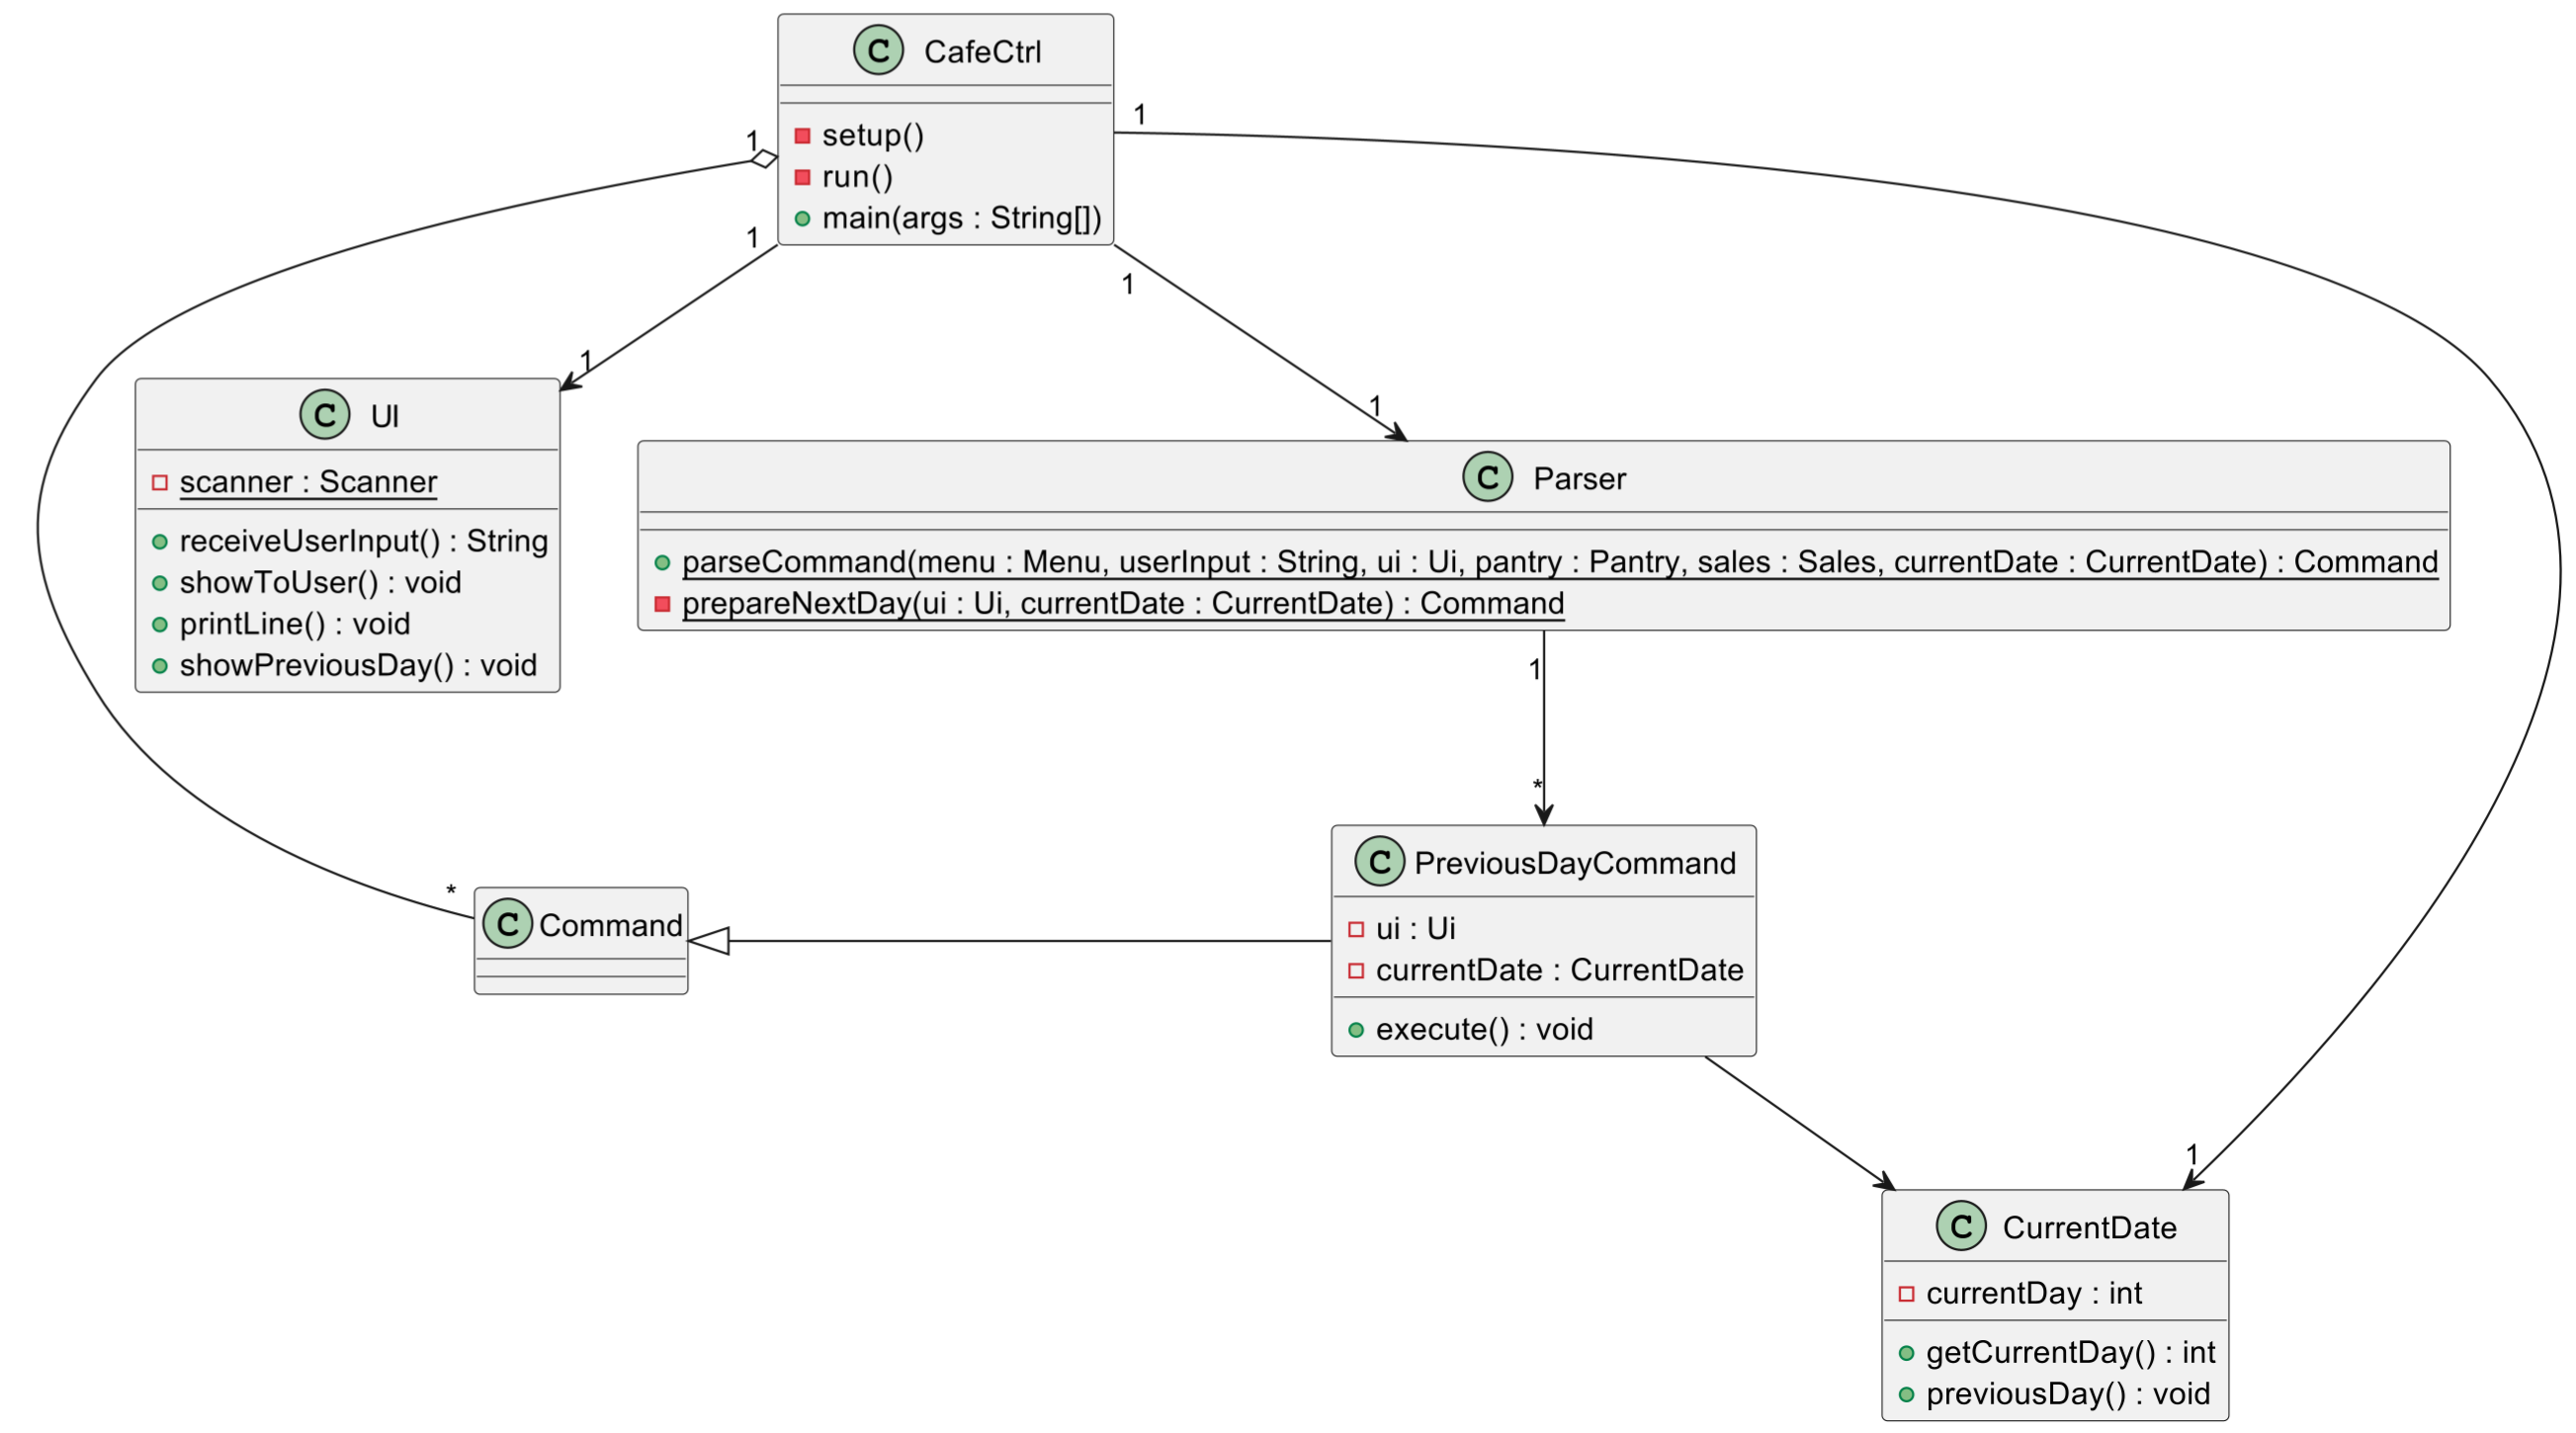 C CafeCtrl
setup()
run()
main(args : String[])
1
1
1
1
1
1
C UI
scanner : Scanner
receiveUserInput() : String
showToUser() : void
printLine() : void
showPreviousDay() : void
C Parser
parseCommand(menu : Menu, userInput : String, ui : Ui, pantry : Pantry, sales : Sales, currentDate : CurrentDate) : Command
prepareNextDay(ui : Ui, currentDate : CurrentDate) : Command
1
*
*
C Command
C PreviousDayCommand
ui : Ui
currentDate : CurrentDate
execute() : void
1
C CurrentDate
currentDay : int
getCurrentDay() : int
previousDay() : void